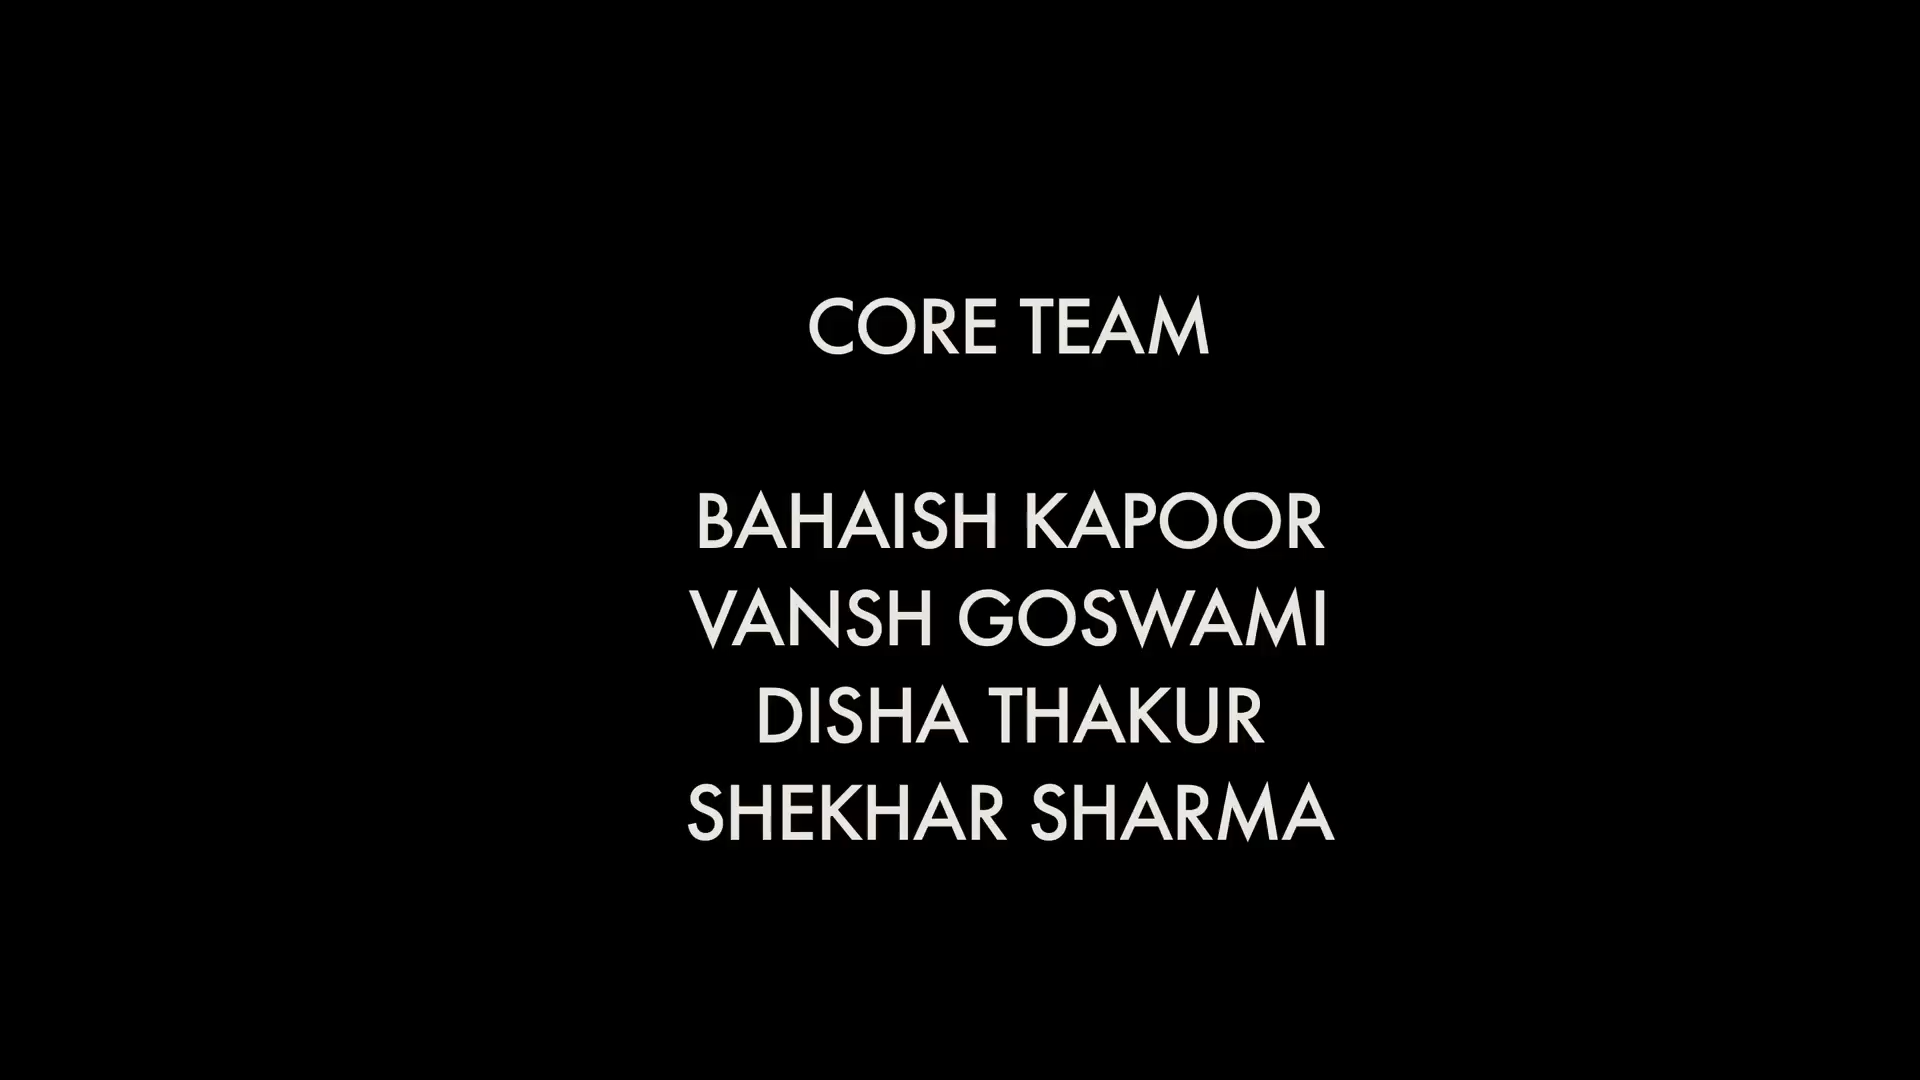 CORE TEAM
BAHAISH KAPOOR
VANSH GOSWAMI
DISHA THAKUR
SHEKHAR SHARMA